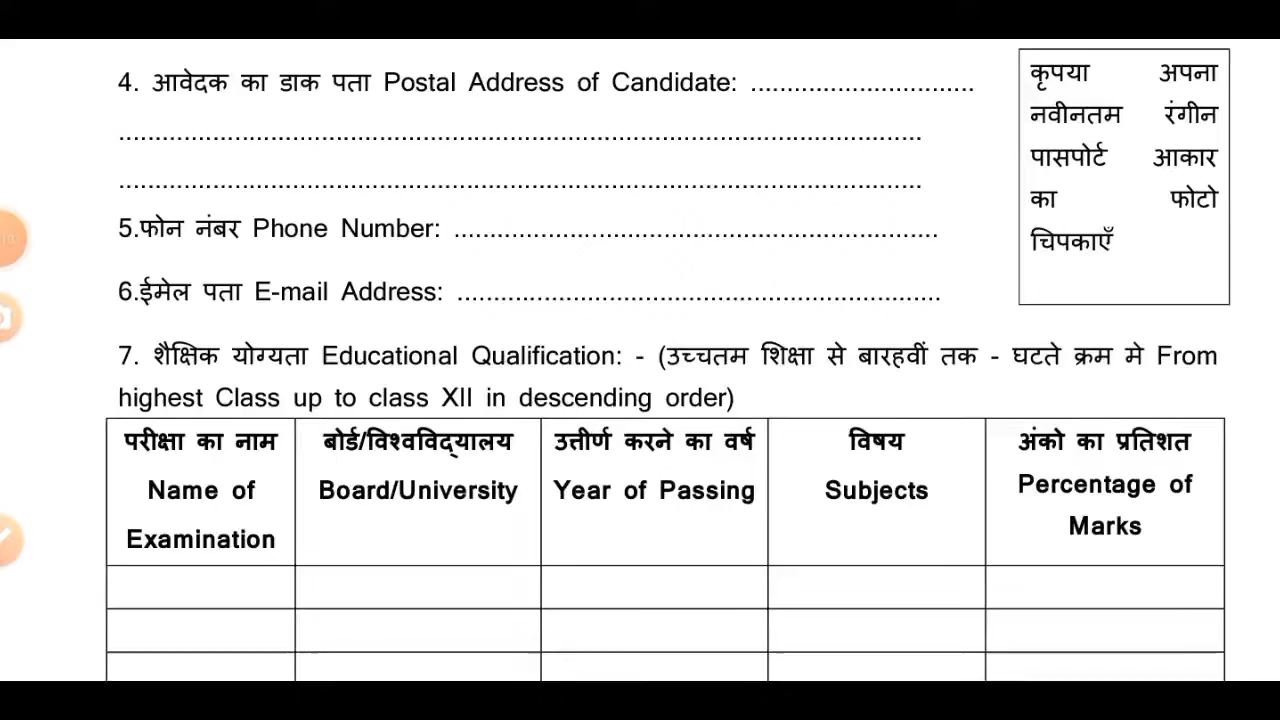 4. आवेदक का डाक पता Postal Address of Candidate: ...............................
.............................................................................................................
.............................................................................................................
5.फोन नंबर Phone Number: ..................................................................
6.ईमेल पता E-mail Address: ..................................................................
कृपया अपना
नवीनतम रंगीन
पासपोर्ट आकार
का फोटो
चिपकाएँ
7. शैक्षिक योग्यता Educational Qualification: - (उच्चतम शिक्षा से बारहवीं तक - घटते क्रम मे From
highest Class up to class XII in descending order)
परीक्षा का नाम
Name of
Examination
बोर्ड/विश्वविद्‌यालय
Board/University
उत्तीर्ण करने का वर्ष
Year of Passing
विषय
Subjects
अंको का प्रतिशत
Percentage of
Marks